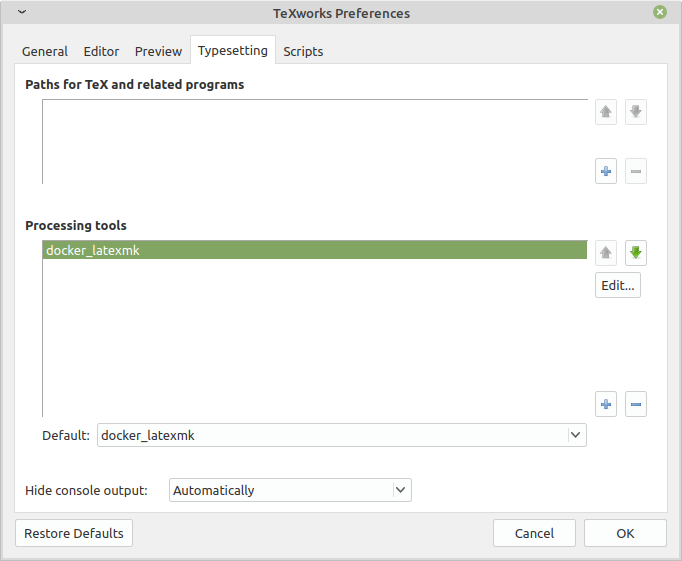 TeXworks Preferences
General Editor Preview Typesetting Scripts
Paths for TeX and related programs
Processing tools
docker_latexmk
Edit...
Default: docker_latexmk
Hide console output: Automatically
Restore Defaults Cancel OK